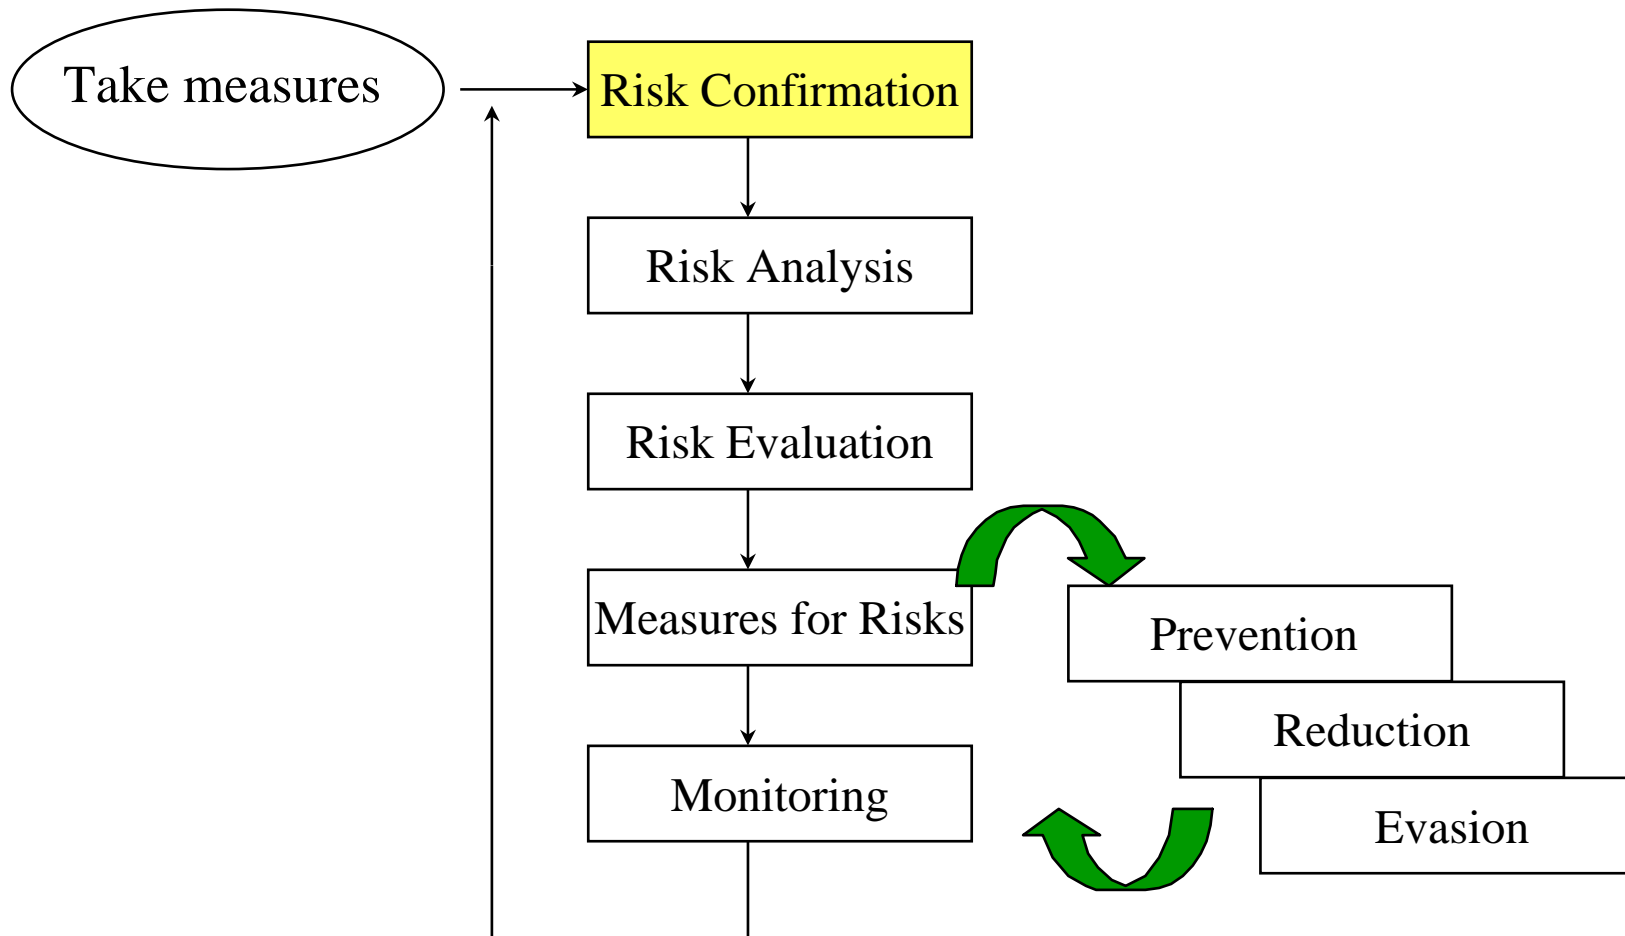 Take measures
Risk Confirmation
Risk Analysis
Risk Evaluation
Measures for Risks
Prevention
Reduction
Monitoring
Evasion